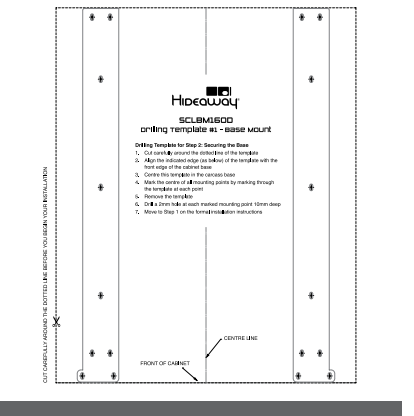 HIDEAWAY
SCLBM160D
Drilling Template #1 - Base Mount
Drilling Template for Step 2: Securing the Base
1. Cut carefully around the dotted line of the template
2. Align the indicated edge (as below) of the template with the
front edge of the cabinet base
3. Centre this template in the carcass base
4. Mark the centre of all mounting points by marking through
the template at each point
5. Remove the template
6. Drill a 2mm hole at each marked mounting point 10mm deep
7. Move to Step 1 on the formal installation instructions
CUT CAREFULLY AROUND THE DOTTED LINE BEFORE YOU BEGIN YOUR INSTALLATION
CENTRE LINE
FRONT OF CABINET